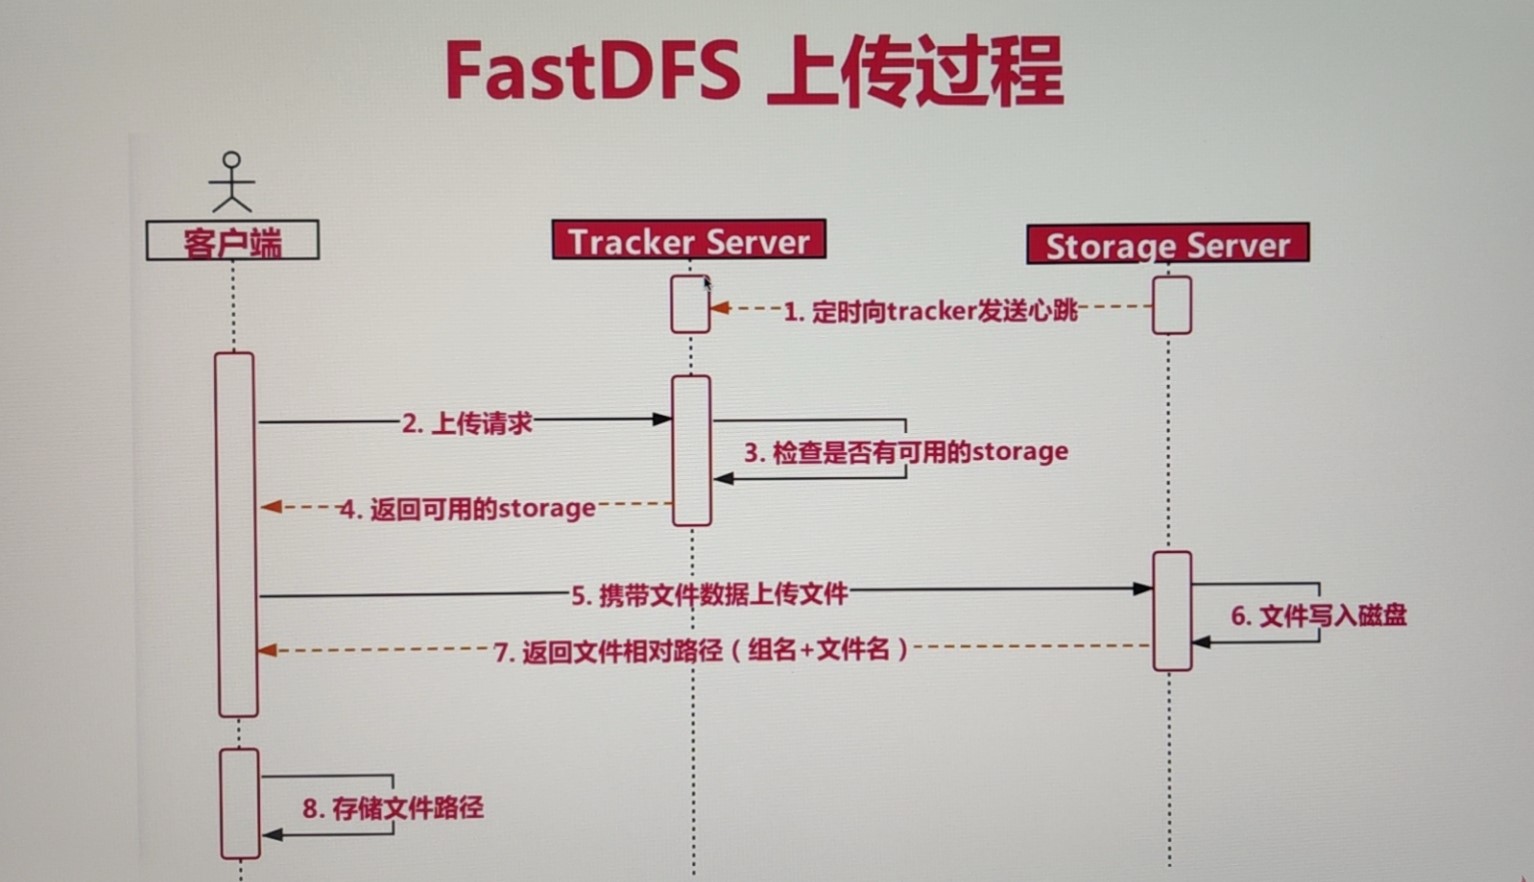 FastDFS 上传过程
客户端
Tracker Server
Storage Server
1. 定时向tracker发送心跳
2. 上传请求
3. 检查是否有可用的storage
4. 返回可用的storage
5. 携带文件数据上传文件
6. 文件写入磁盘
7. 返回文件相对路径（组名+文件名）
8. 存储文件路径